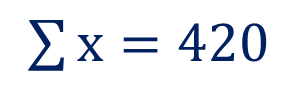 ∑ x = 420